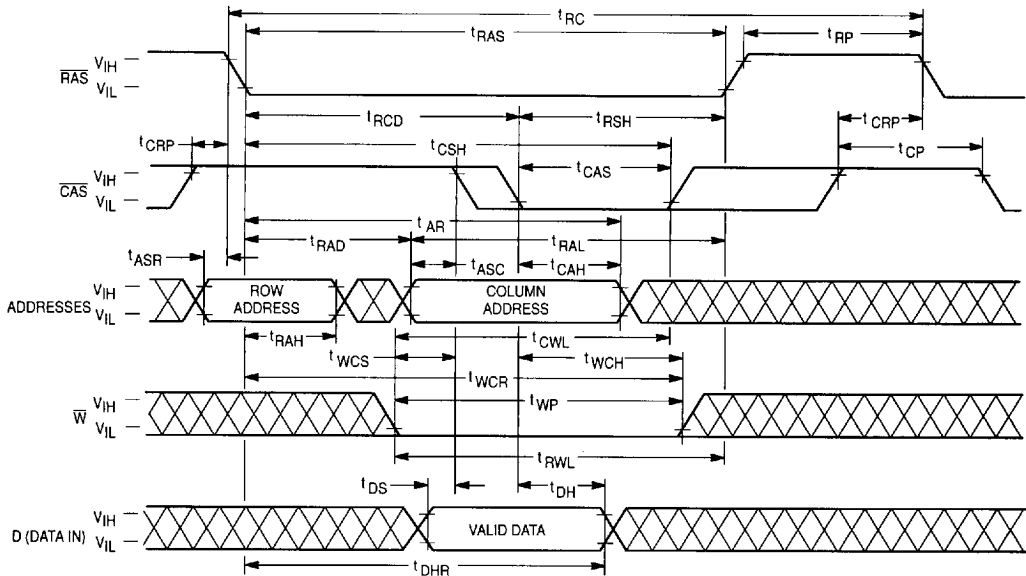 tRC
tRAS
tRP
RAS
VIH
VIL
tRCD
tRSH
tCRP
tCRP
tCSH
tCP
tCAS
CAS
VIH
VIL
tAR
tRAD
tRAL
tASR
tASC
tCAH
ADDRESSES
VIH
VIL
ROW
ADDRESS
COLUMN
ADDRESS
tRAH
tCWL
tWCS
tWCH
tWCR
tWP
W
VIH
VIL
tRWL
tDS
tDH
D (DATA IN)
VIH
VIL
VALID DATA
tDHR